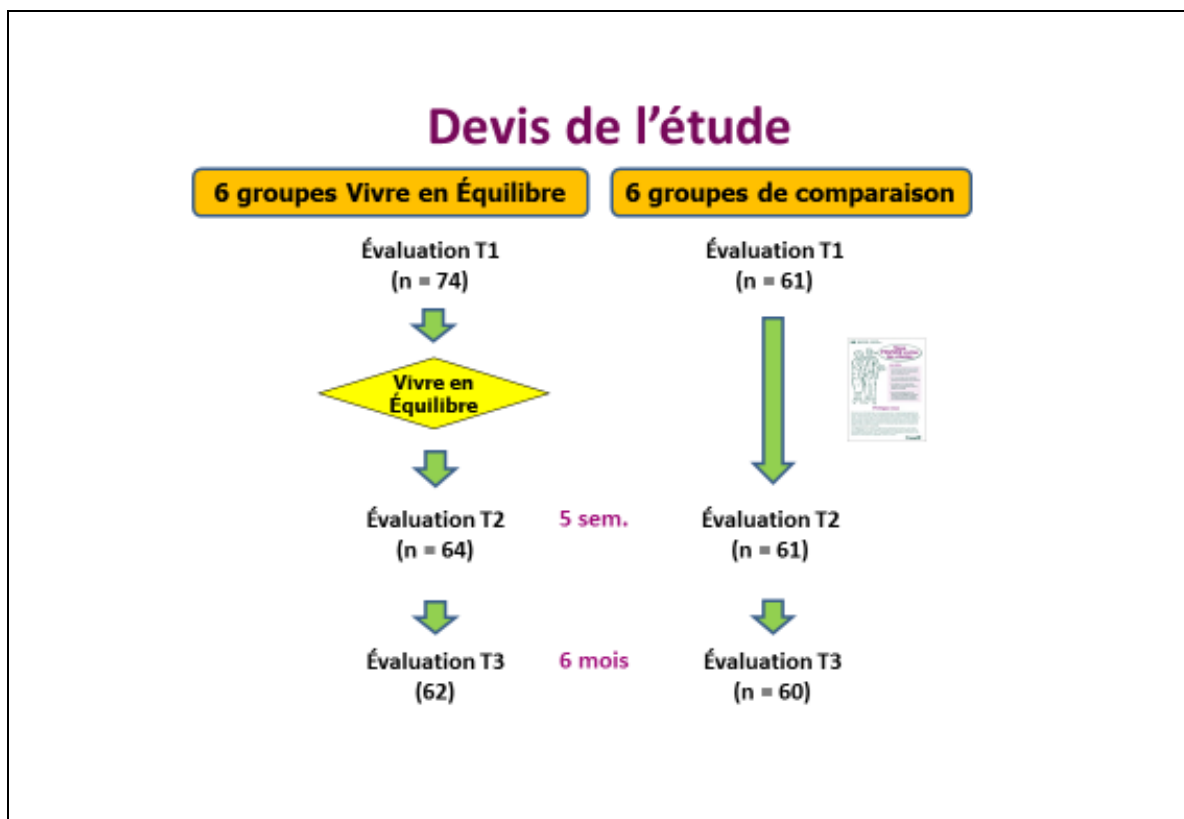 Devis de l'étude
6 groupes Vivre en Équilibre
6 groupes de comparaison
Évaluation T1
(n = 74)
Évaluation T1
(n = 61)
Vivre en
Équilibre
Évaluation T2
(n = 64)
5 sem.
Évaluation T2
(n = 61)
Évaluation T3
(62)
6 mois
Évaluation T3
(n = 60)